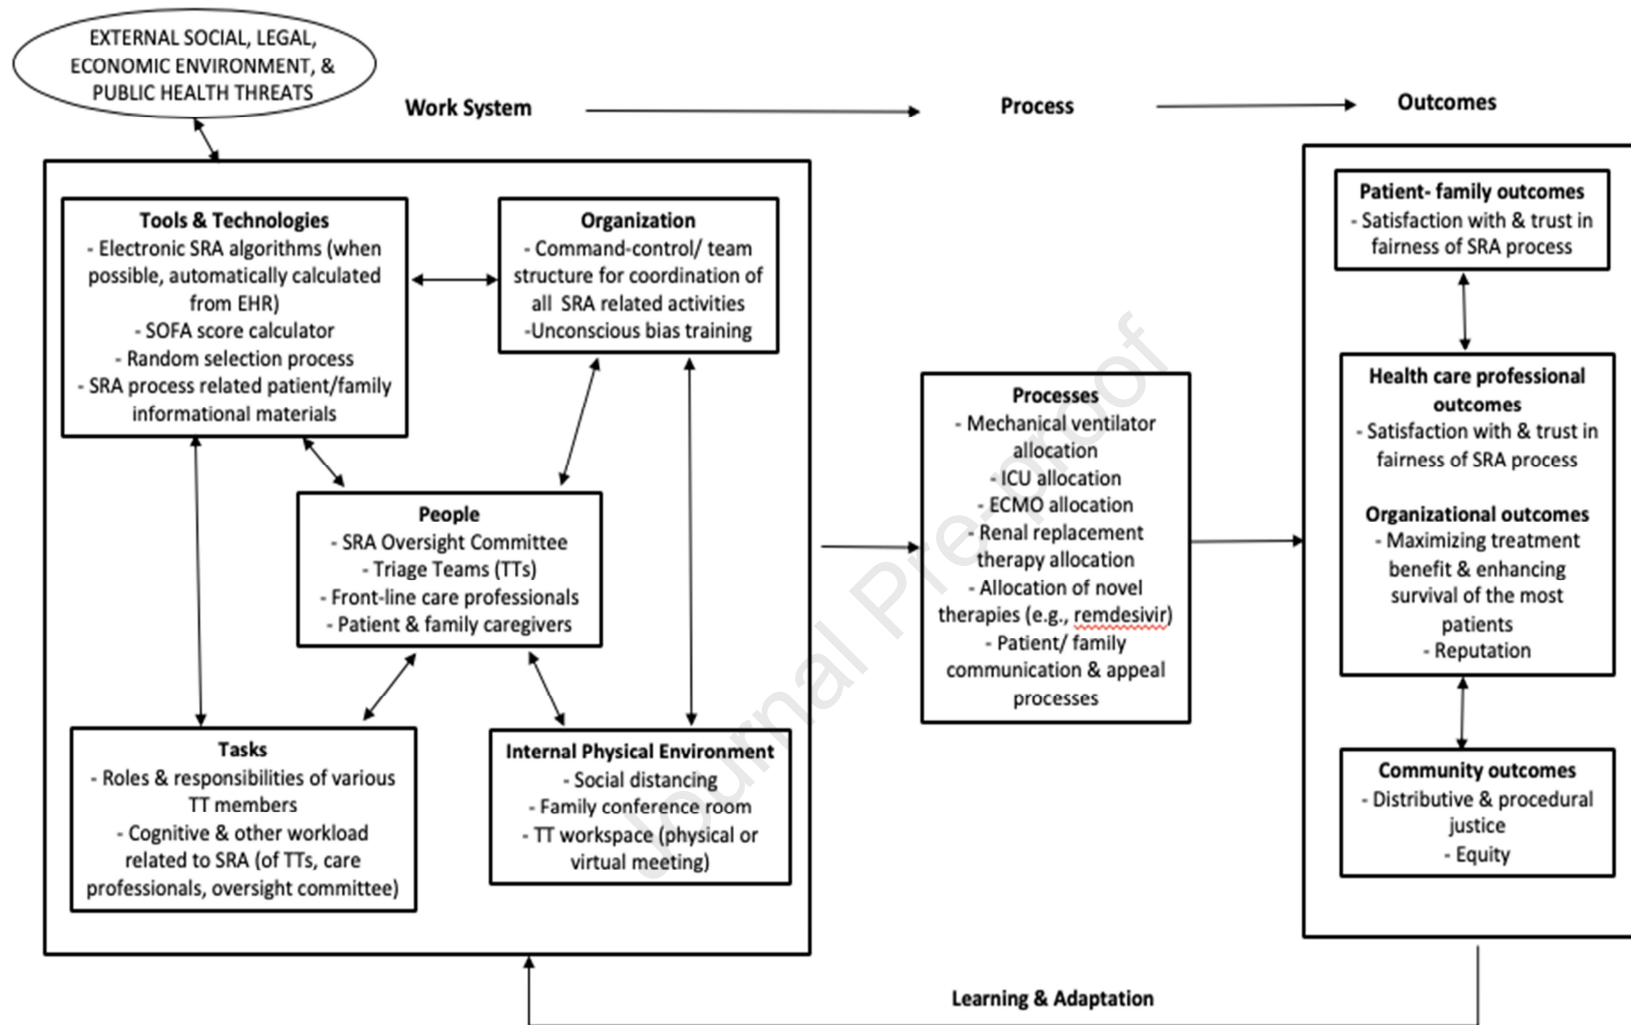 EXTERNAL SOCIAL, LEGAL,
ECONOMIC ENVIRONMENT, &
PUBLIC HEALTH THREATS
Work System
Process
Outcomes
Tools & Technologies
- Electronic SRA algorithms (when
possible, automatically calculated
from EHR)
- SOFA score calculator
- Random selection process
- SRA process related patient/family
informational materials
Organization
- Command-control/ team
structure for coordination of
all SRA related activities
-Unconscious bias training
People
- SRA Oversight Committee
- Triage Teams (TTs)
- Front-line care professionals
- Patient & family caregivers
Tasks
- Roles & responsibilities of various
TT members
- Cognitive & other workload
related to SRA (of TTs, care
professionals, oversight committee)
Internal Physical Environment
- Social distancing
- Family conference room
- TT workspace (physical or
virtual meeting)
Processes
- Mechanical ventilator
allocation
- ICU allocation
- ECMO allocation
- Renal replacement
therapy allocation
- Allocation of novel
therapies (e.g., remdesivir)
- Patient/ family
communication & appeal
processes
Patient- family outcomes
- Satisfaction with & trust in
fairness of SRA process
Health care professional
outcomes
- Satisfaction with & trust in
fairness of SRA process
Organizational outcomes
- Maximizing treatment
benefit & enhancing
survival of the most
patients
- Reputation
Community outcomes
- Distributive & procedural
justice
- Equity
Learning & Adaptation
Journal Pre-proof